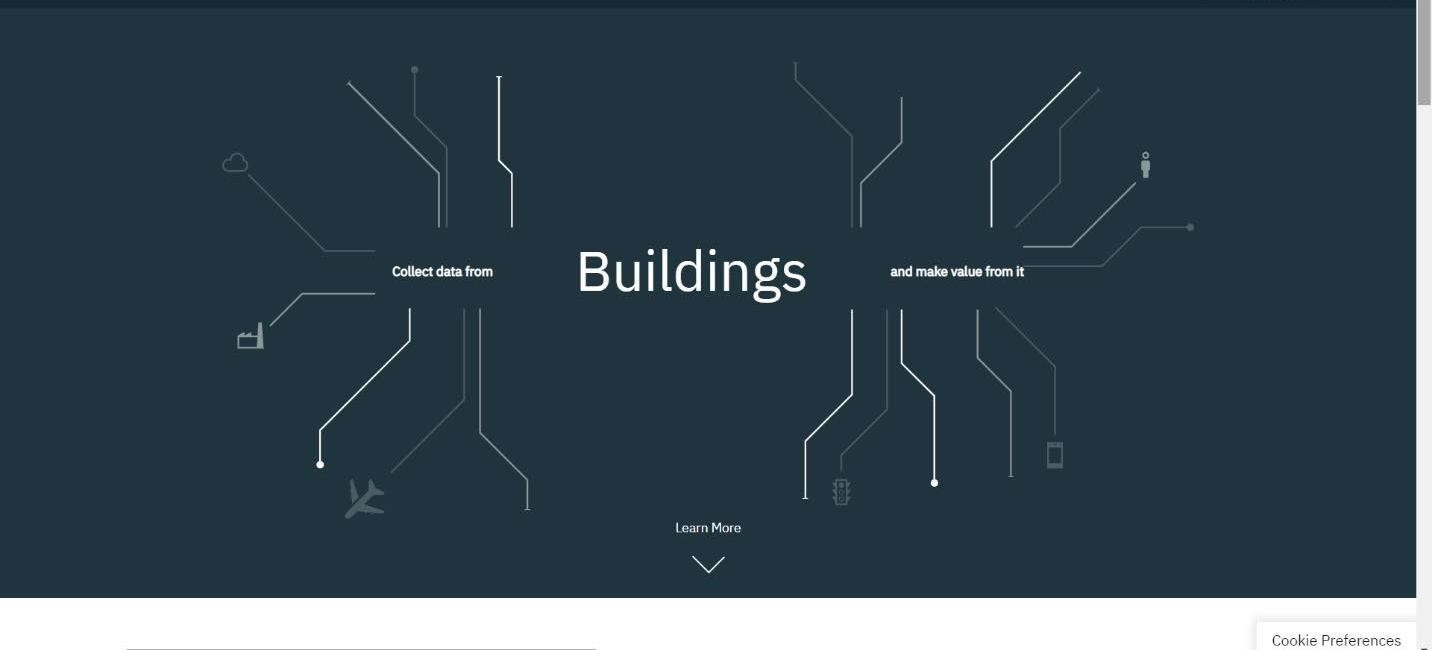 Collect data from Buildings and make value from it
Learn More
Cookie Preferences